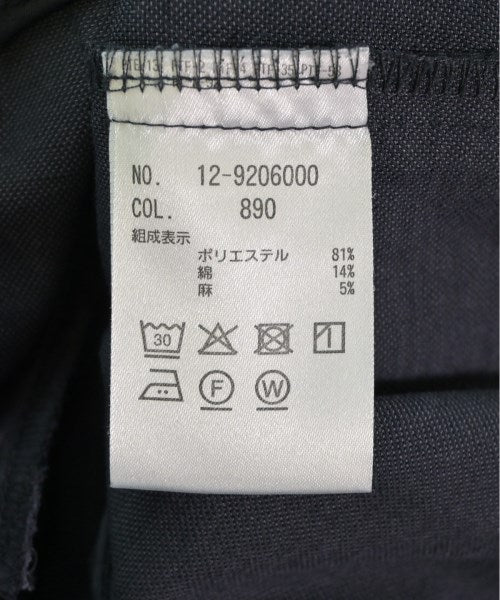 NO. 12-9206000
COL. 890
組成表示
ポリエステル 81%
綿 14%
麻 5%
30
F W